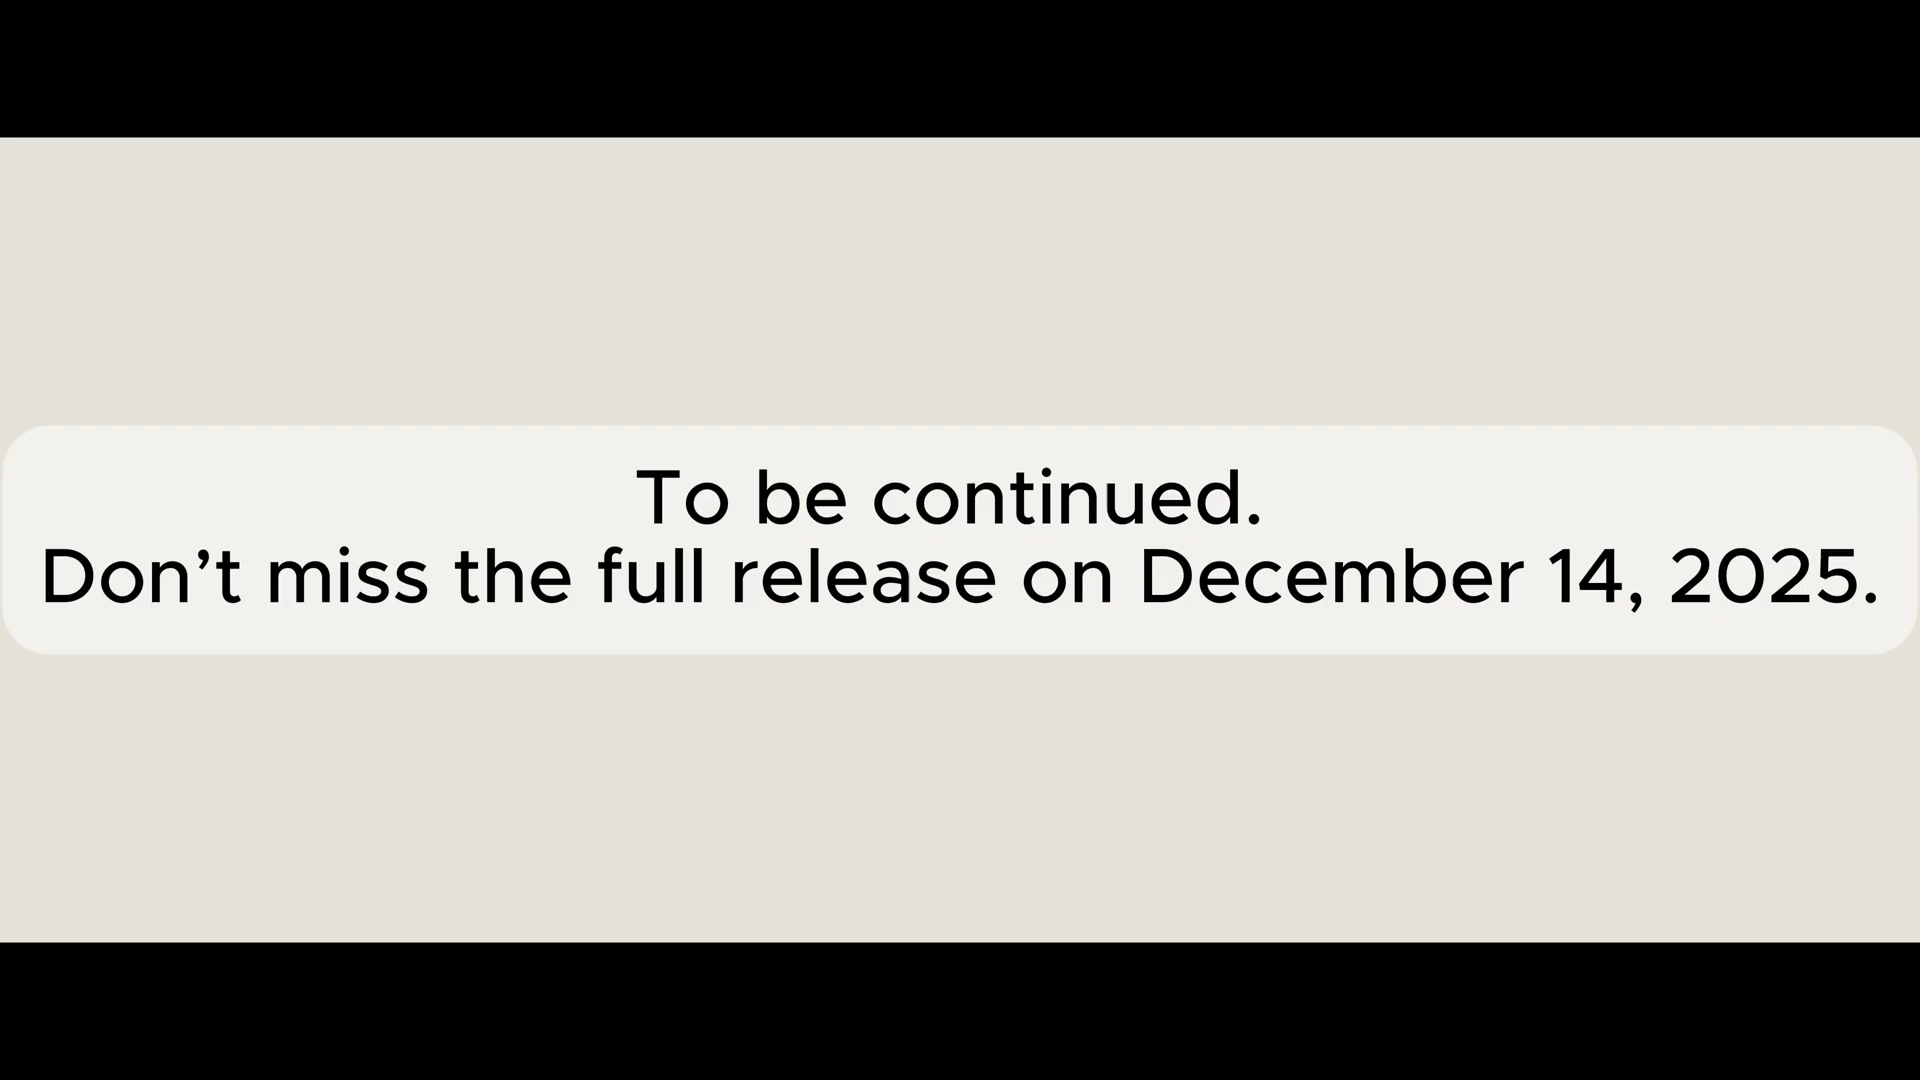 To be continued.
Don’t miss the full release on December 14, 2025.